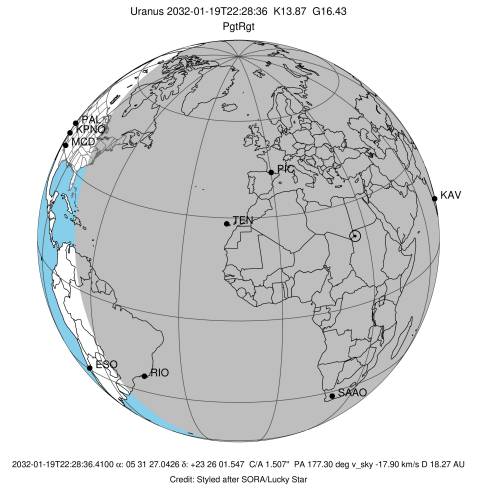 Uranus 2032-01-19T22:28:36 K13.87 G16.43
PgtRgt
PAL
KPNO
MCD
PIC
KAV
TEN
ESO
RIO
SAAO
2032-01-19T22:28:36.4100 α: 05 31 27.0426 δ: +23 26 01.547 C/A 1.507" PA 177.30 deg v_sky -17.90 km/s D 18.27 AU
Credit: Styled after SORA/Lucky Star